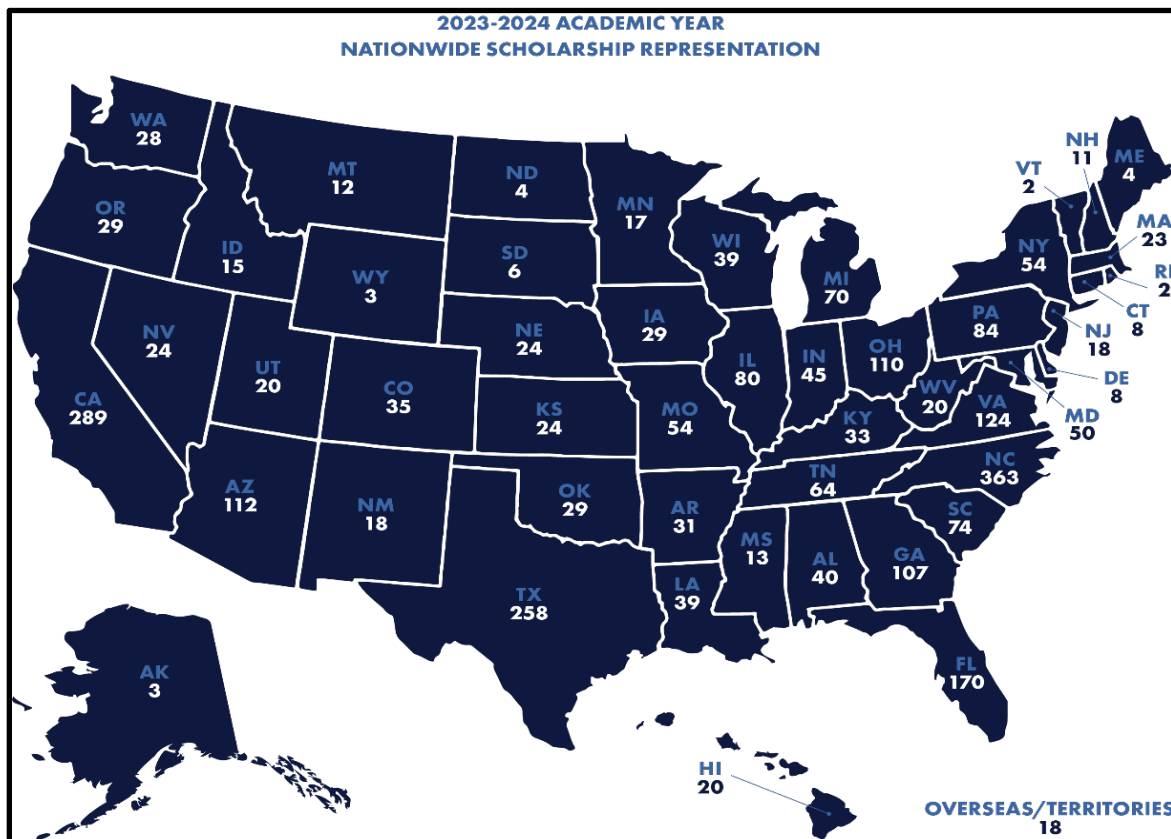 2023-2024 ACADEMIC YEAR
NATIONWIDE SCHOLARSHIP REPRESENTATION
WA
28
MT
12
ND
4
MN
17
VT
2
NH
11
ME
4
OR
29
ID
15
WY
3
SD
6
WI
39
MI
70
NY
54
MA
23
RI
2
CT
8
NV
24
UT
20
NE
24
IA
29
PA
84
NJ
18
CA
289
CO
35
KS
24
MO
54
IL
80
IN
45
OH
110
WV
20
VA
124
DE
8
MD
50
KY
33
AZ
112
NM
18
OK
29
AR
31
TN
64
NC
363
SC
74
MS
13
AL
40
GA
107
TX
258
LA
39
FL
170
AK
3
HI
20
OVERSEAS/TERRITORIES
18